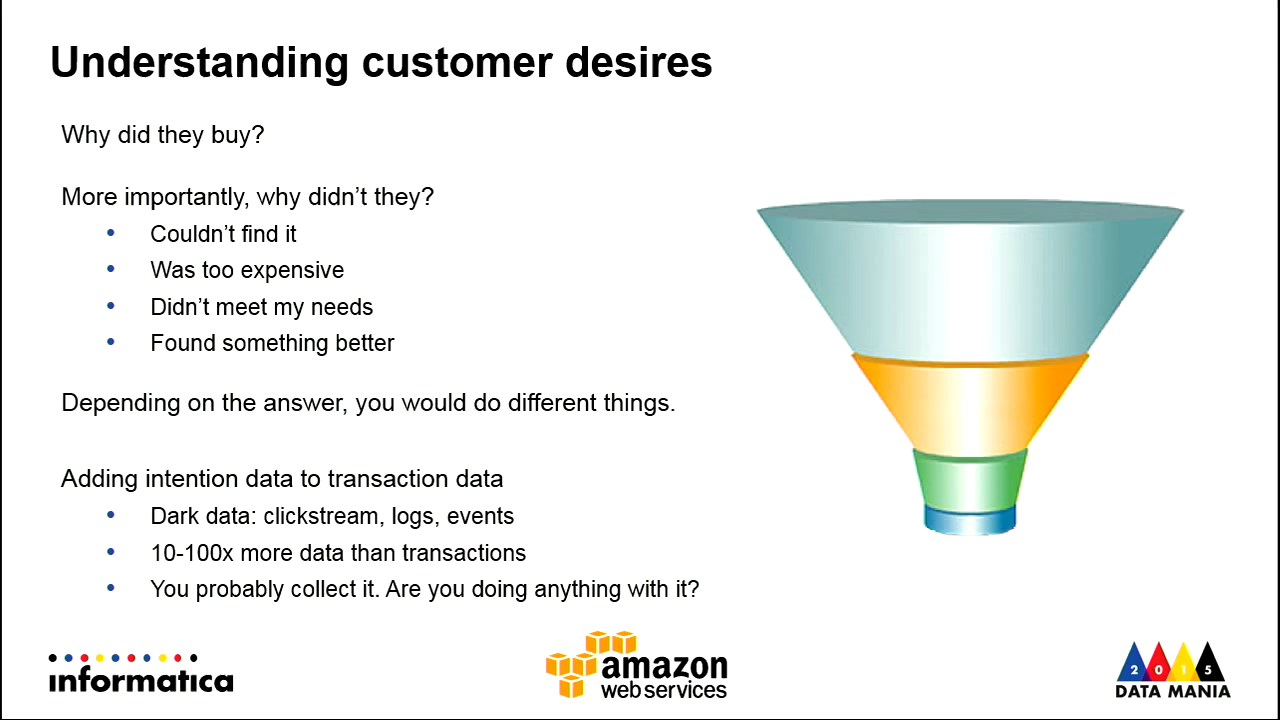 Understanding customer desires
Why did they buy?
More importantly, why didn’t they?
• Couldn’t find it
• Was too expensive
• Didn’t meet my needs
• Found something better
Depending on the answer, you would do different things.
Adding intention data to transaction data
• Dark data: clickstream, logs, events
• 10-100x more data than transactions
• You probably collect it. Are you doing anything with it?
informatica
amazon
web services
2015
DATA MANIA